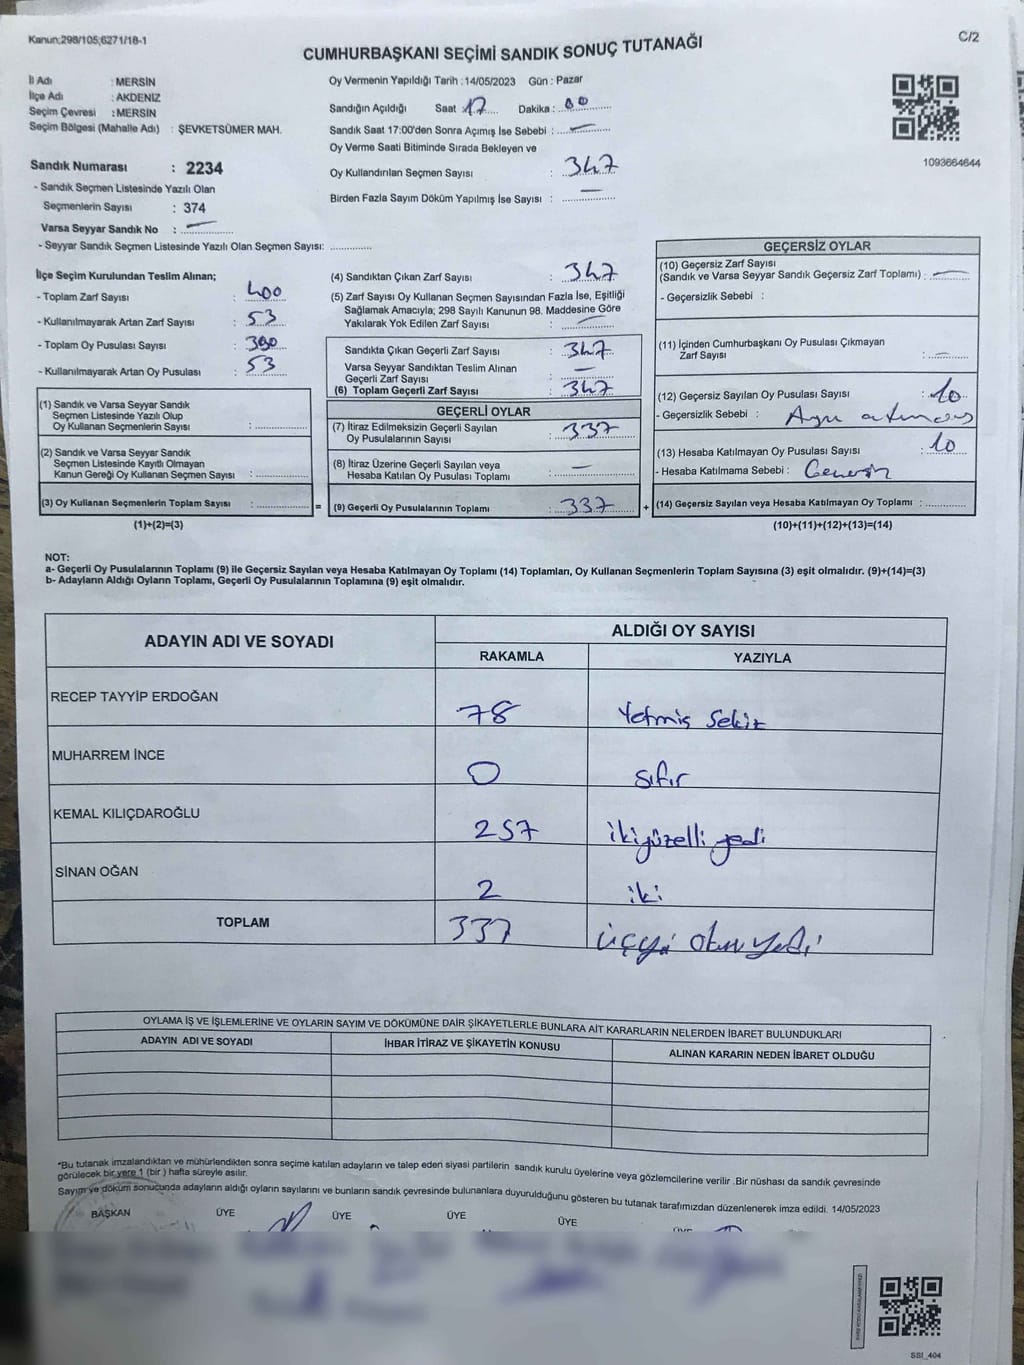 Kanun;298/105;6271/18-1
C/2
CUMHURBAŞKANI SEÇİMİ SANDIK SONUÇ TUTANAĞI
İl Adı : MERSİN
İlçe Adı : AKDENİZ
Seçim Çevresi : MERSİN
Seçim Bölgesi (Mahalle Adı) : ŞEVKETSÜMER MAH.
Sandık Numarası : 2234
- Sandık Seçmen Listesinde Yazılı Olan
Seçmenlerin Sayısı : 374
Varsa Seyyar Sandık No : —
- Seyyar Sandık Seçmen Listesinde Yazılı Olan Seçmen Sayısı: ..............
Oy Vermenin Yapıldığı Tarih :14/05/2023 Gün : Pazar
Sandığın Açıldığı Saat 17 Dakika : 00
Sandık Saat 17:00'den Sonra Açımış İse Sebebi : —
Oy Verme Saati Bitiminde Sırada Bekleyen ve
Oy Kullandırılan Seçmen Sayısı : 347
Birden Fazla Sayım Döküm Yapılmış İse Sayısı : —
1093664644
İlçe Seçim Kurulundan Teslim Alınan;
- Toplam Zarf Sayısı : 400
- Kullanılmayarak Artan Zarf Sayısı : 53
- Toplam Oy Pusulası Sayısı : 390
- Kullanılmayarak Artan Oy Pusulası : 53
(1) Sandık ve Varsa Seyyar Sandık
Seçmen Listesinde Yazılı Olup
Oy Kullanan Seçmenlerin Sayısı : ..............
(2) Sandık ve Varsa Seyyar Sandık
Seçmen Listesinde Kayıtlı Olmayan
Kanun Gereği Oy Kullanan Seçmen Sayısı : ..............
(3) Oy Kullanan Seçmenlerin Toplam Sayısı : ..............
(1)+(2)=(3)
=
(4) Sandıktan Çıkan Zarf Sayısı : 347
(5) Zarf Sayısı Oy Kullanan Seçmen Sayısından Fazla İse, Eşitliği
Sağlamak Amacıyla; 298 Sayılı Kanunun 98. Maddesine Göre
Yakılarak Yok Edilen Zarf Sayısı : —
Sandıkta Çıkan Geçerli Zarf Sayısı : 347
Varsa Seyyar Sandıktan Teslim Alınan
Geçerli Zarf Sayısı : —
(6) Toplam Geçerli Zarf Sayısı : 347
GEÇERLİ OYLAR
(7) İtiraz Edilmeksizin Geçerli Sayılan
Oy Pusulalarının Sayısı : 337
(8) İtiraz Üzerine Geçerli Sayılan veya
Hesaba Katılan Oy Pusulası Toplamı : —
(9) Geçerli Oy Pusulalarının Toplamı : 337
+
GEÇERSİZ OYLAR
(10) Geçersiz Zarf Sayısı
(Sandık ve Varsa Seyyar Sandık Geçersiz Zarf Toplamı) : —
- Geçersizlik Sebebi :
(11) İçinden Cumhurbaşkanı Oy Pusulası Çıkmayan
Zarf Sayısı : —
(12) Geçersiz Sayılan Oy Pusulası Sayısı : 10
- Geçersizlik Sebebi :
(13) Hesaba Katılmayan Oy Pusulası Sayısı : 10
- Hesaba Katılmama Sebebi :
(14) Geçersiz Sayılan veya Hesaba Katılmayan Oy Toplamı : ..............
(10)+(11)+(12)+(13)=(14)
NOT:
a- Geçerli Oy Pusulalarının Toplamı (9) ile Geçersiz Sayılan veya Hesaba Katılmayan Oy Toplamı (14) Toplamları, Oy Kullanan Seçmenlerin Toplam Sayısına (3) eşit olmalıdır. (9)+(14)=(3)
b- Adayların Aldığı Oyların Toplamı, Geçerli Oy Pusulalarının Toplamına (9) eşit olmalıdır.
ADAYIN ADI VE SOYADI
ALDIĞI OY SAYISI
RAKAMLA YAZIYLA
RECEP TAYYİP ERDOĞAN 78 Yetmiş Sekiz
MUHARREM İNCE 0 sıfır
KEMAL KILIÇDAROĞLU 257 ikiyüzelli yedi
SİNAN OĞAN 2 iki
TOPLAM 337 üçyü otuz yedi
OYLAMA İŞ VE İŞLEMLERİNE VE OYLARIN SAYIM VE DÖKÜMÜNE DAİR ŞİKAYETLERLE BUNLARA AİT KARARLARIN NELERDEN İBARET BULUNDUKLARI
ADAYIN ADI VE SOYADI İHBAR İTİRAZ VE ŞİKAYETİN KONUSU ALINAN KARARIN NEDEN İBARET OLDUĞU
*Bu tutanak imzalandıktan ve mühürlendikten sonra seçime katılan adayların ve talep eden siyasi partilerin sandık kurulu üyelerine veya gözlemcilerine verilir .Bir nüshası da sandık çevresinde
görülecek bir yere 1 (bir ) hafta süreyle asılır.
Sayım ve döküm sonucunda adayların aldığı oyların sayılarını ve bunların sandık çevresinde bulunanlara duyurulduğunu gösteren bu tutanak tarafımızdan düzenlenerek imza edildi. 14/05/2023
BAŞKAN ÜYE ÜYE ÜYE ÜYE ÜYE
SBI_404